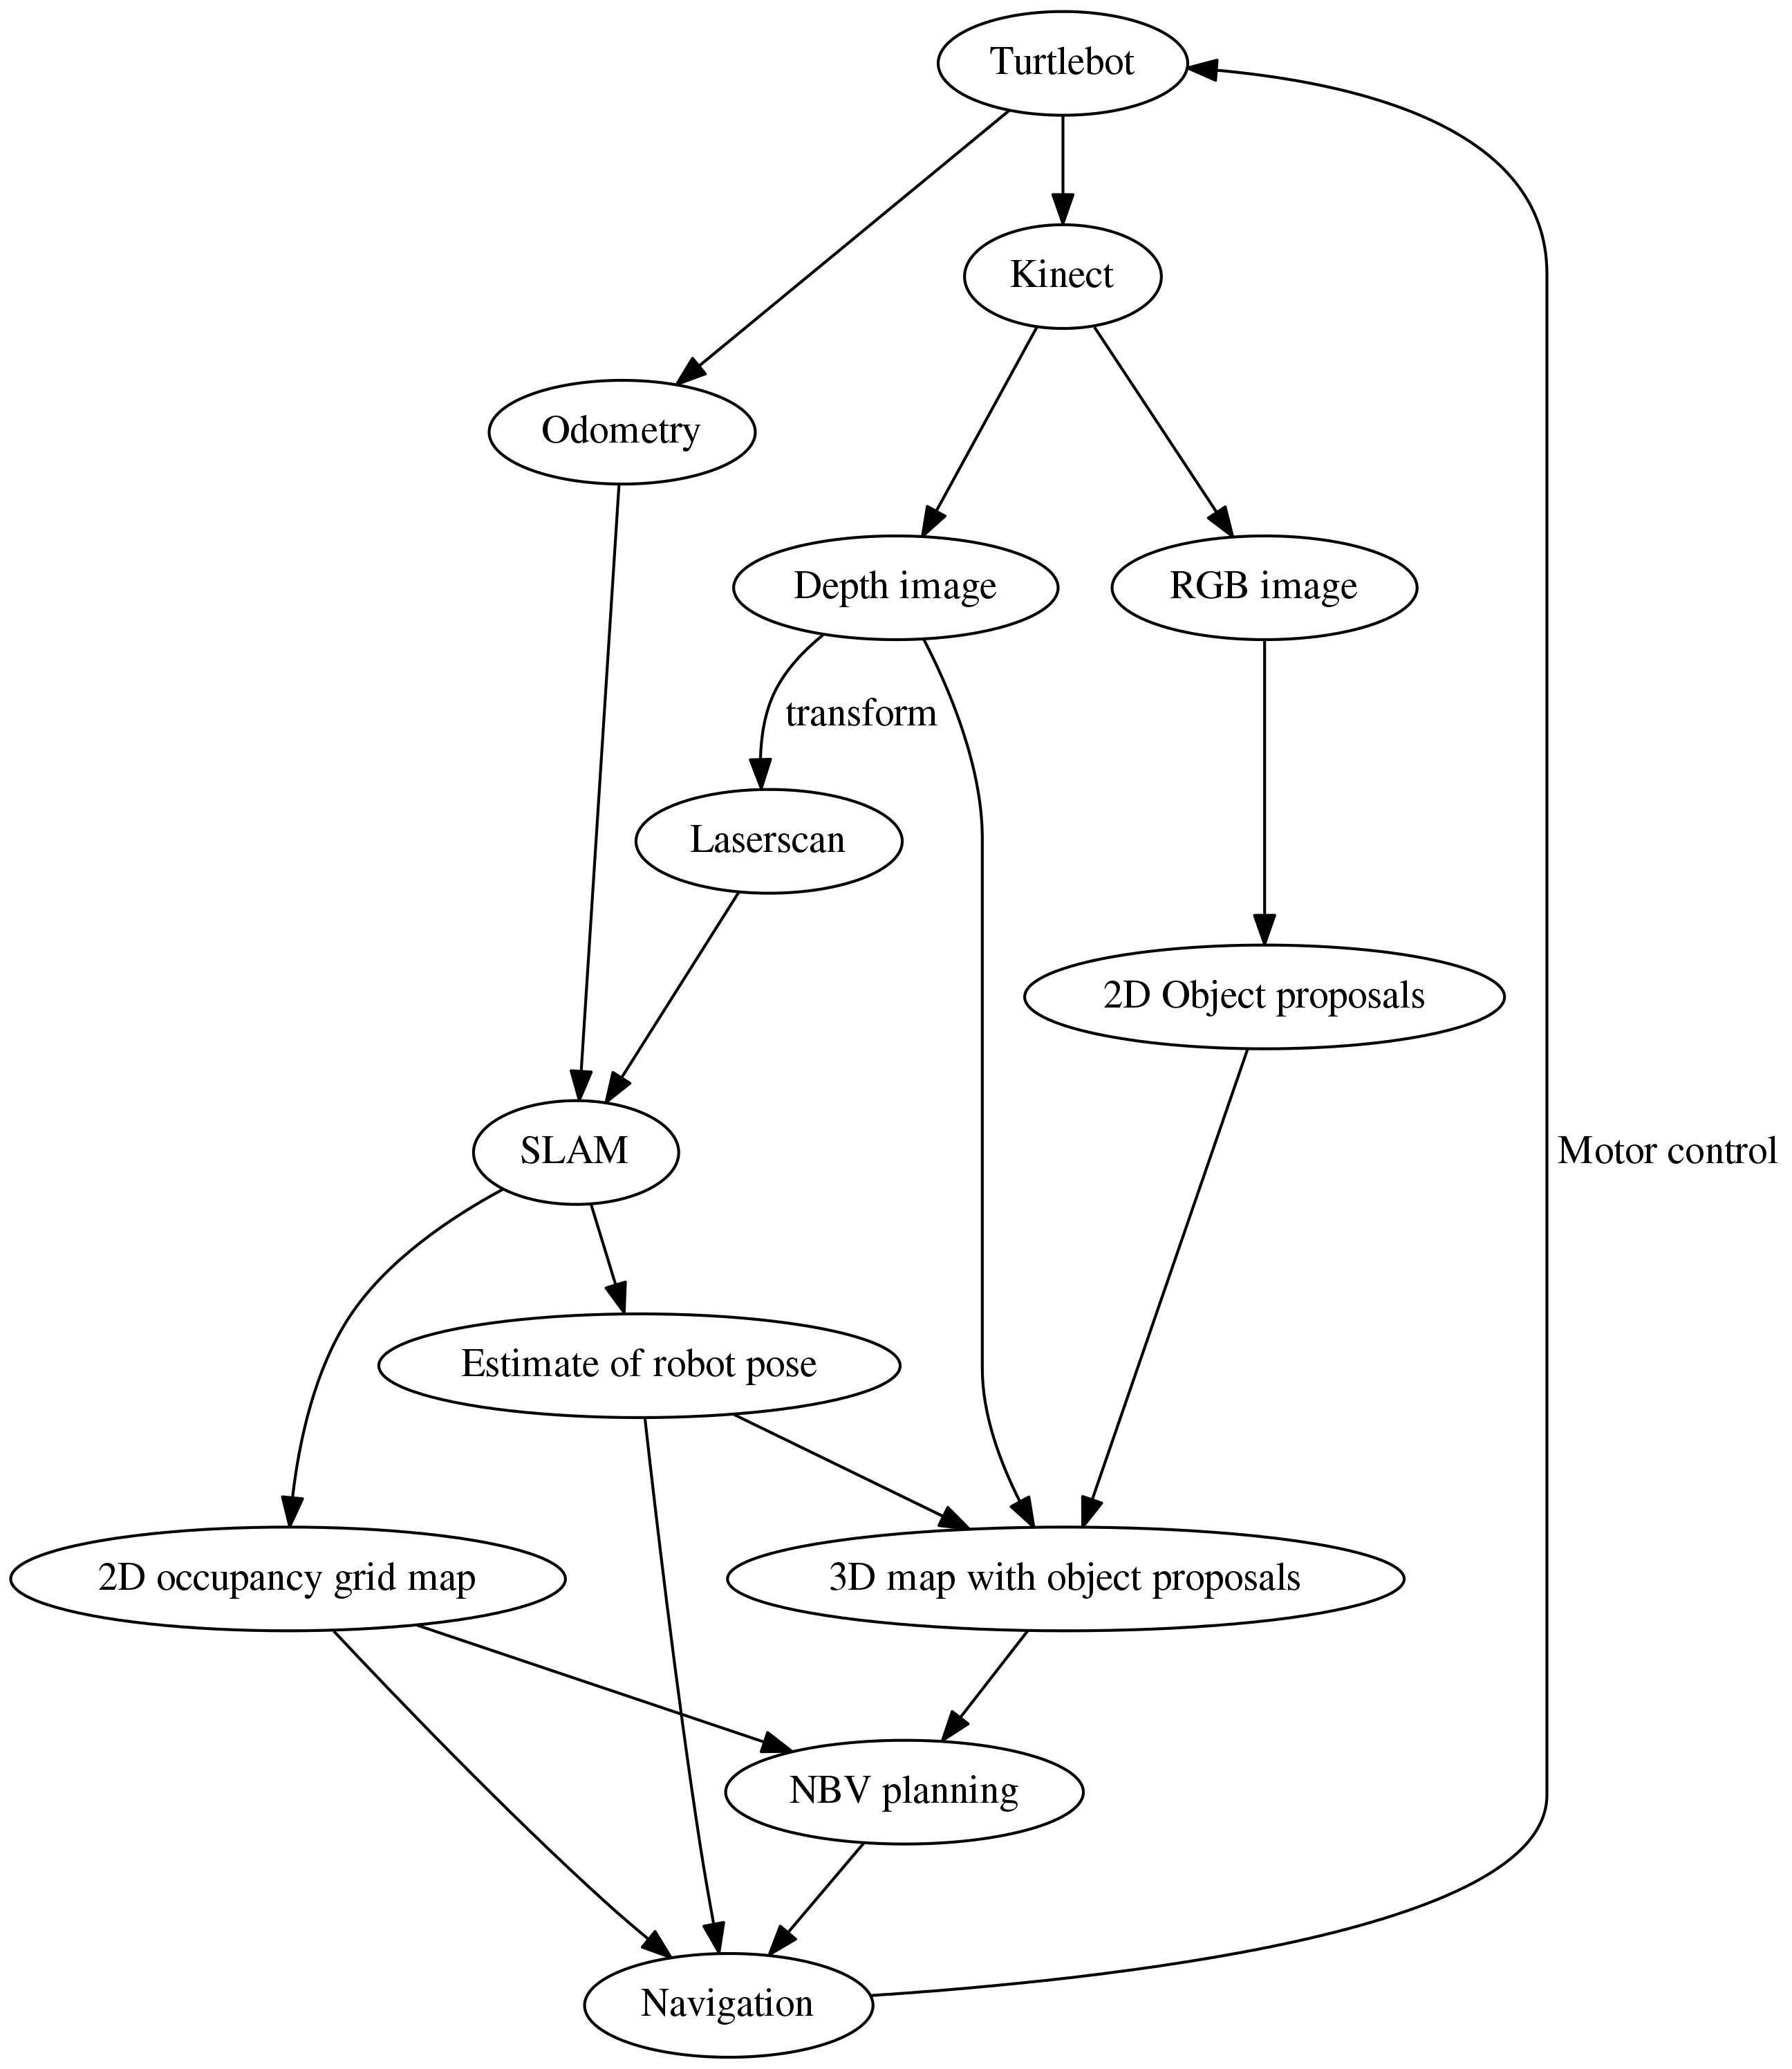 Turtlebot
Kinect
Odometry
Depth image
RGB image
transform
Laserscan
2D Object proposals
SLAM
Motor control
Estimate of robot pose
2D occupancy grid map
3D map with object proposals
NBV planning
Navigation